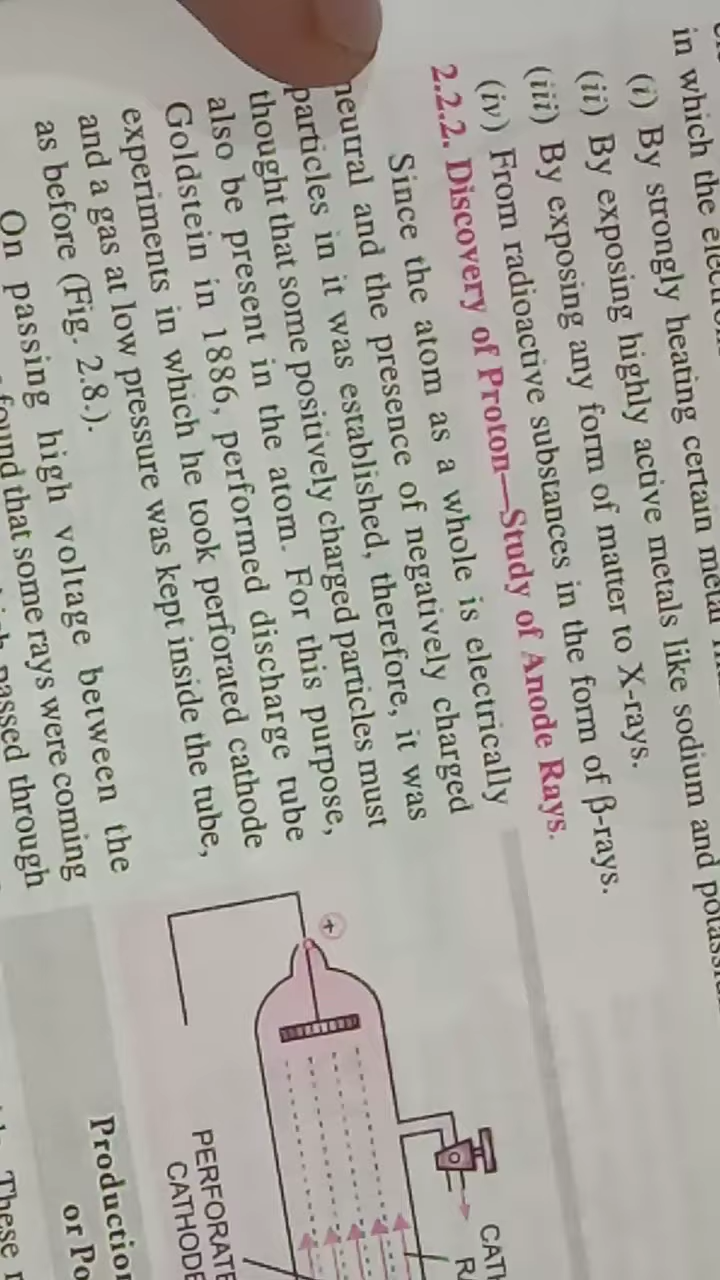 in which the
(i) By strongly heating certain metal
(ii) By exposing highly active metals like sodium and
(iii) By exposing any form of matter to X-rays.
(iv) From radioactive substances in the form of β-rays.
2.2.2. Discovery of Proton—Study of Anode Rays.
Since the atom as a whole is electrically
neutral and the presence of negatively charged
particles in it was established, therefore, it was
thought that some positively charged particles must
also be present in the atom. For this purpose,
Goldstein in 1886, performed discharge tube
experiments in which he took perforated cathode
and a gas at low pressure was kept inside the tube,
as before (Fig. 2.8.).
On passing high voltage between the
found that some rays were coming
passed through
+
PERFORATE
CATHODE
CATH
RA
Production
or Po
These